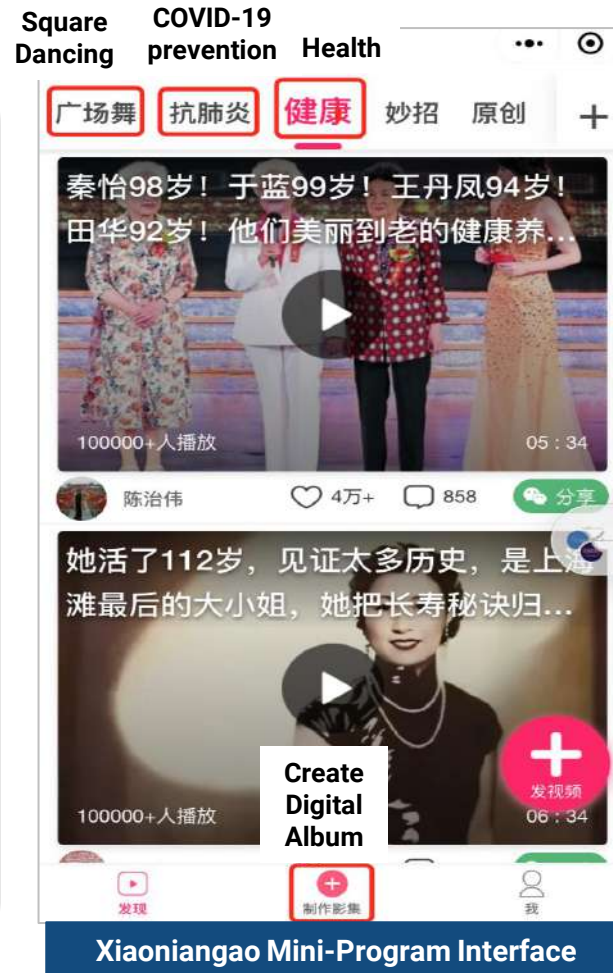 Square
Dancing
COVID-19
prevention
Health
广场舞
抗肺炎
健康
妙招
原创
秦怡98岁！于蓝99岁！王丹凤94岁！
田华92岁！他们美丽到老的健康养...
100000+人播放
05：34
陈治伟
4万+
858
分享
她活了112岁，见证太多历史，是上海
滩最后的大小姐，她把长寿秘诀归...
发视频
100000+人播放
06：34
Create
Digital
Album
发现
制作影集
我
Xiaoniangao Mini-Program Interface